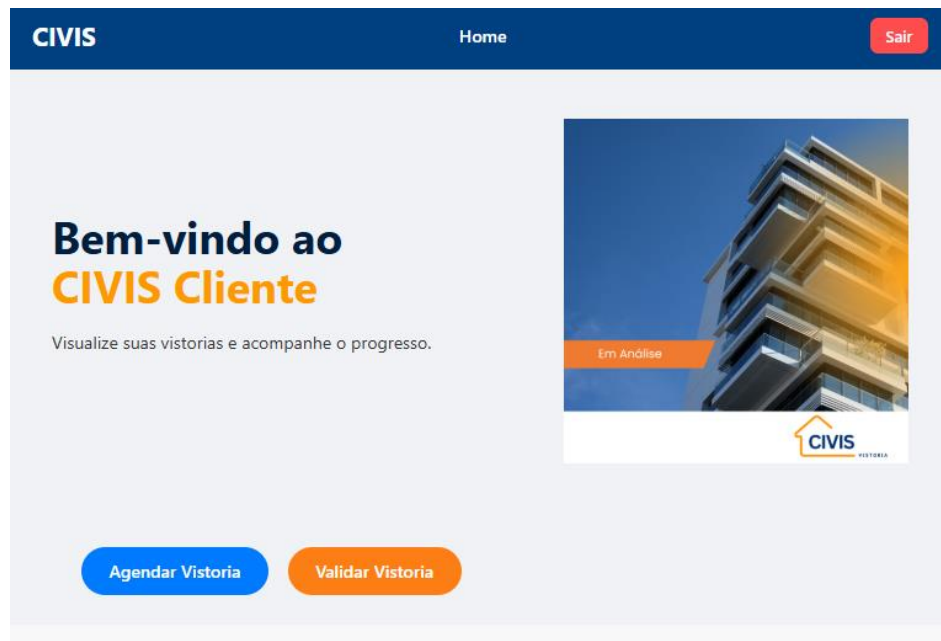 CIVIS
Home
Sair
Bem-vindo ao
CIVIS Cliente
Visualize suas vistorias e acompanhe o progresso.
Em Análise
CIVIS
VISTORIA
Agendar Vistoria
Validar Vistoria